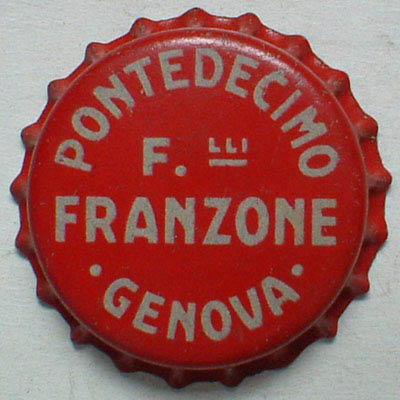 PONTEDECIMO
F.LLI
FRANZONE
• GENOVA •